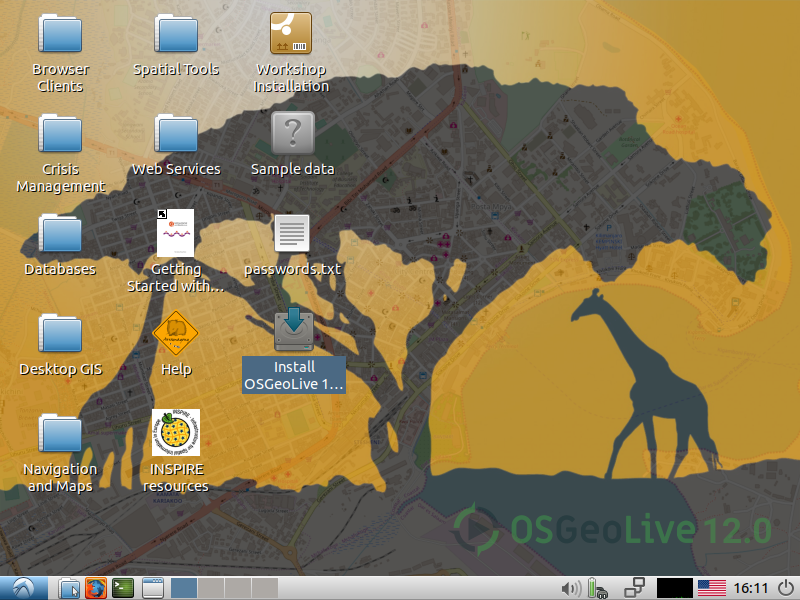 Browser
Clients
Spatial Tools
Workshop
Installation
Crisis
Management
Web Services
Sample data
Databases
Getting
Started with...
passwords.txt
Desktop GIS
Help
Install
OSGeoLive 1...
Navigation
and Maps
INSPIRE
resources
OSGeoLive 12.0
16:11